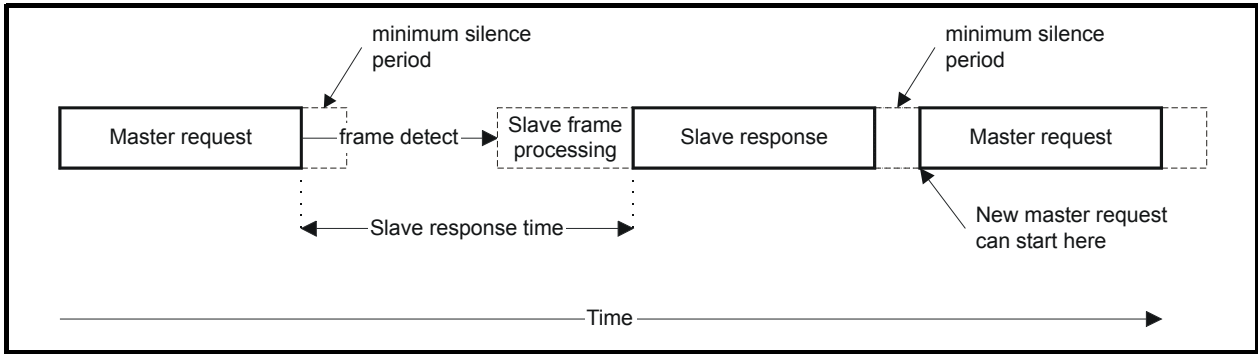 minimum silence
period
minimum silence
period
Master request
frame detect
Slave frame
processing
Slave response
Master request
Slave response time
New master request
can start here
Time